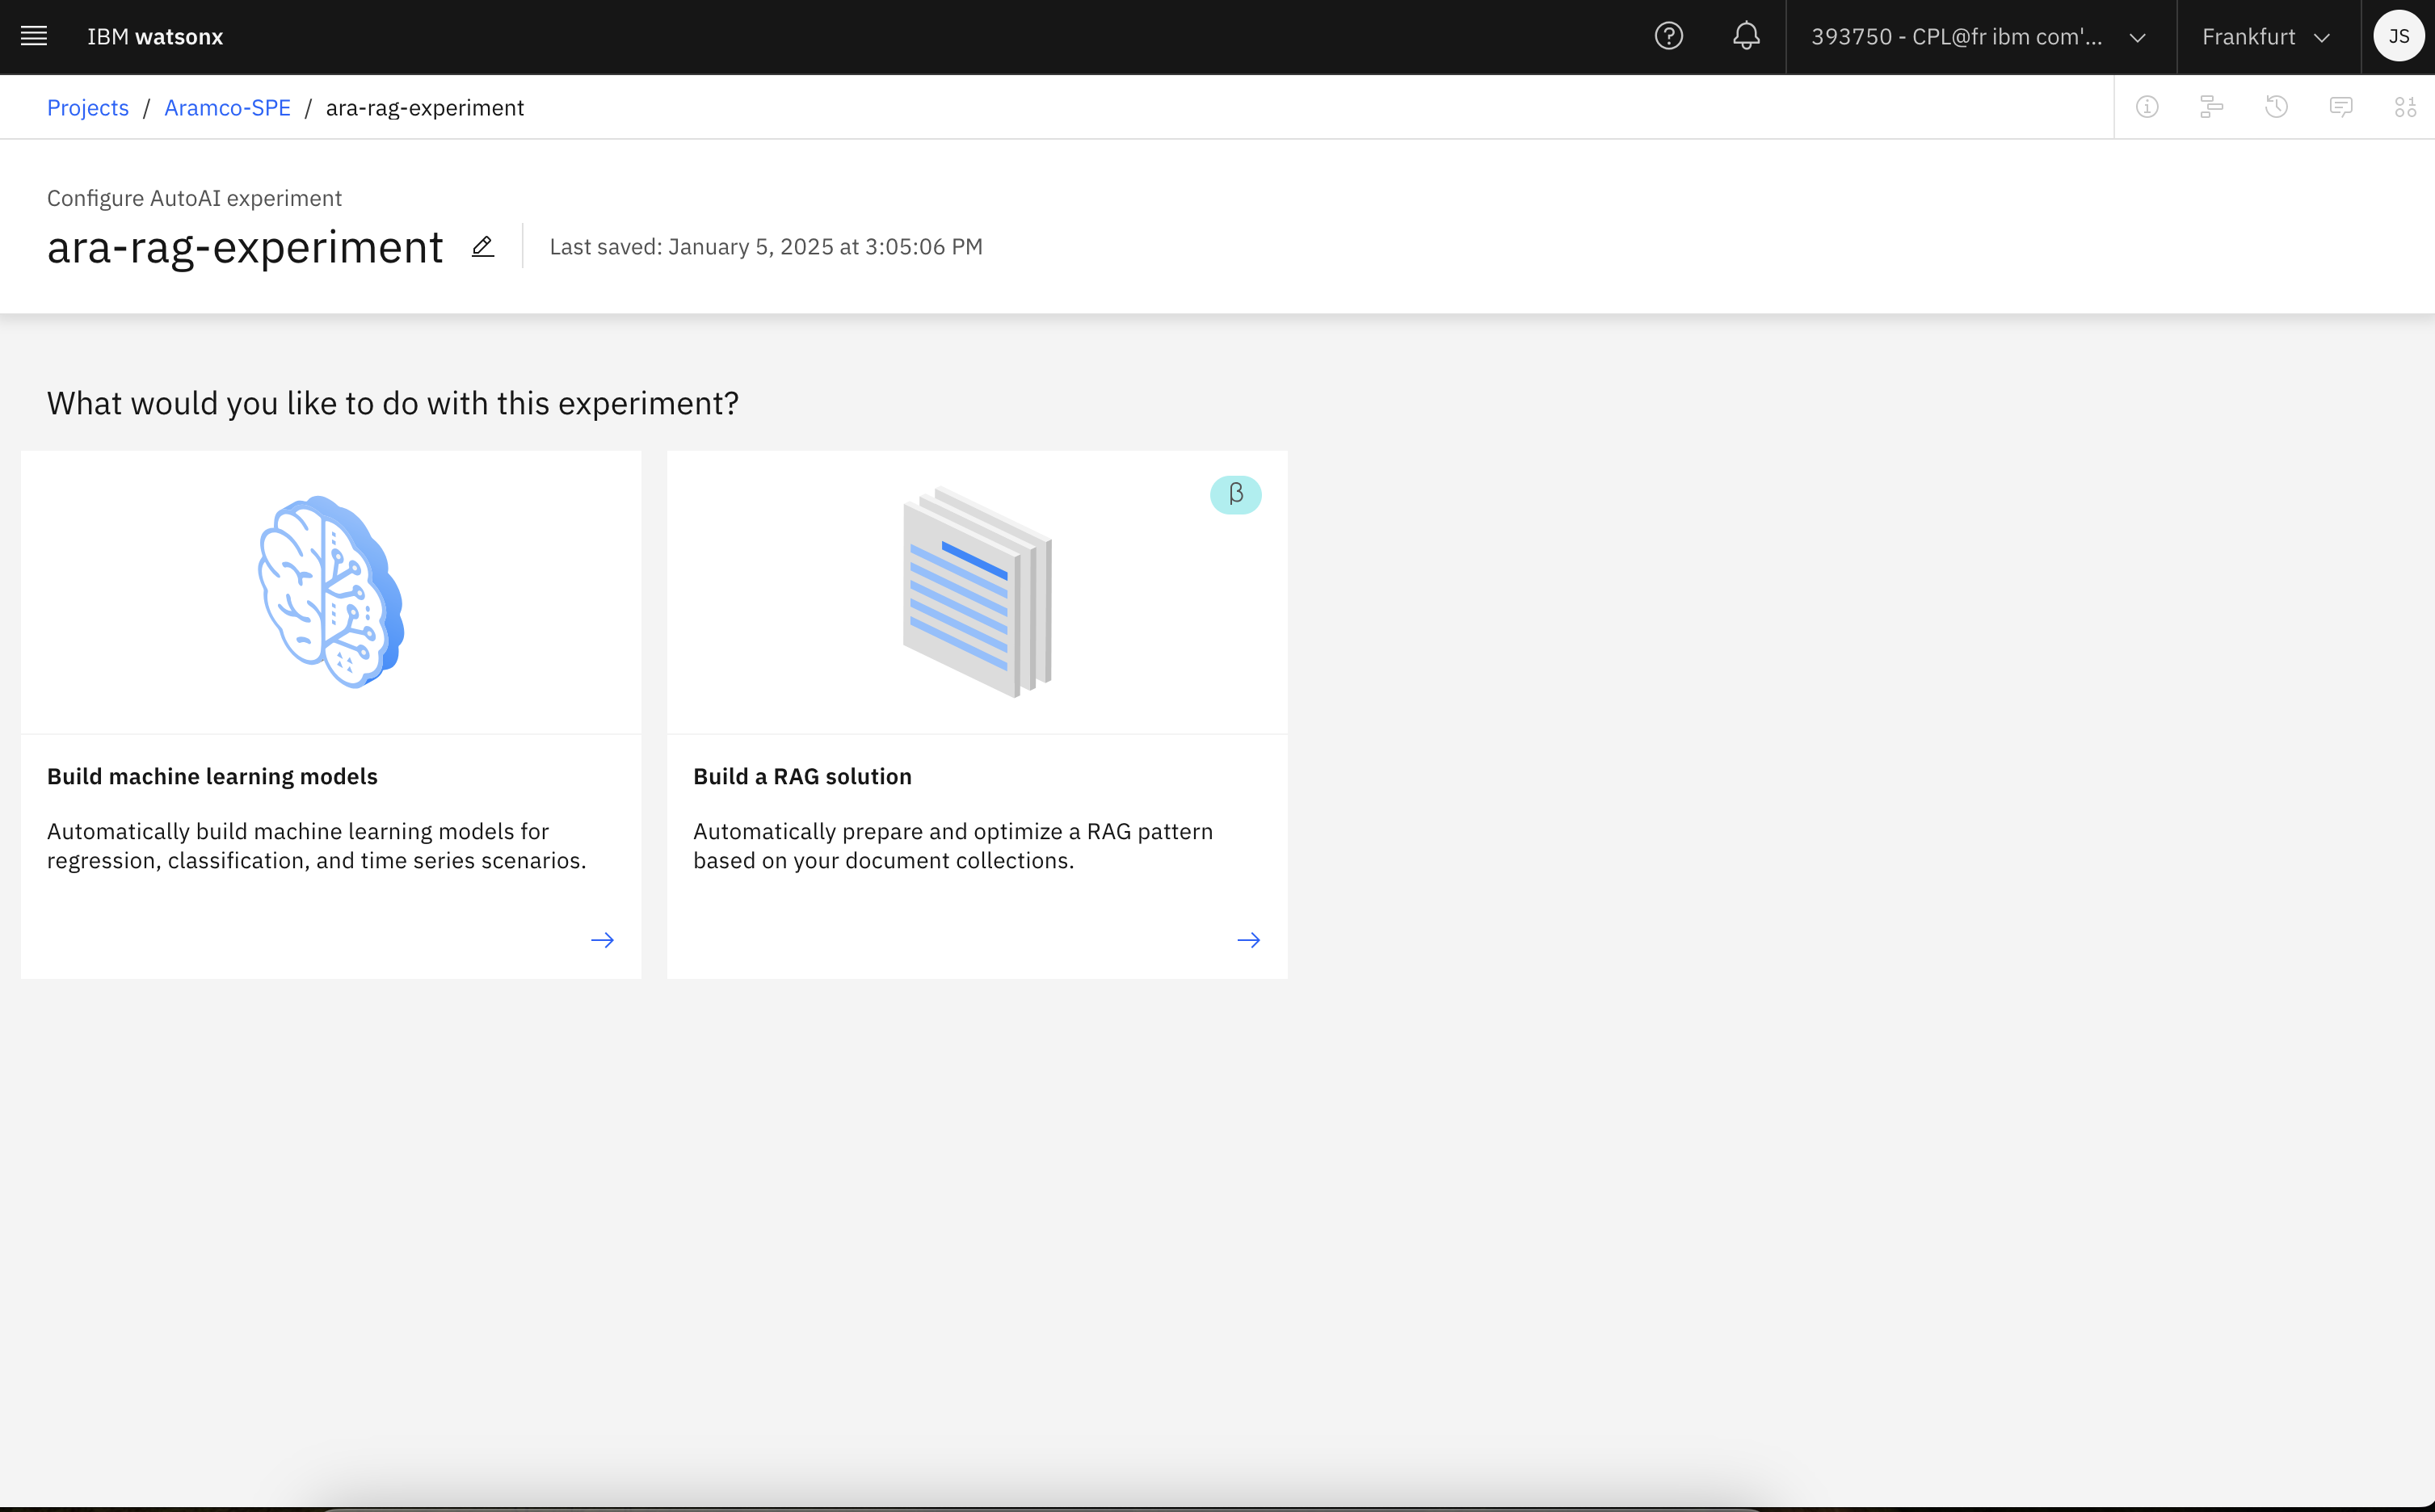 IBM watsonx
393750 - CPL@fr ibm com'...
Frankfurt
JS
Projects / Aramco-SPE / ara-rag-experiment
Configure AutoAI experiment
ara-rag-experiment
Last saved: January 5, 2025 at 3:05:06 PM
What would you like to do with this experiment?
Build machine learning models
Automatically build machine learning models for
regression, classification, and time series scenarios.
β
Build a RAG solution
Automatically prepare and optimize a RAG pattern
based on your document collections.